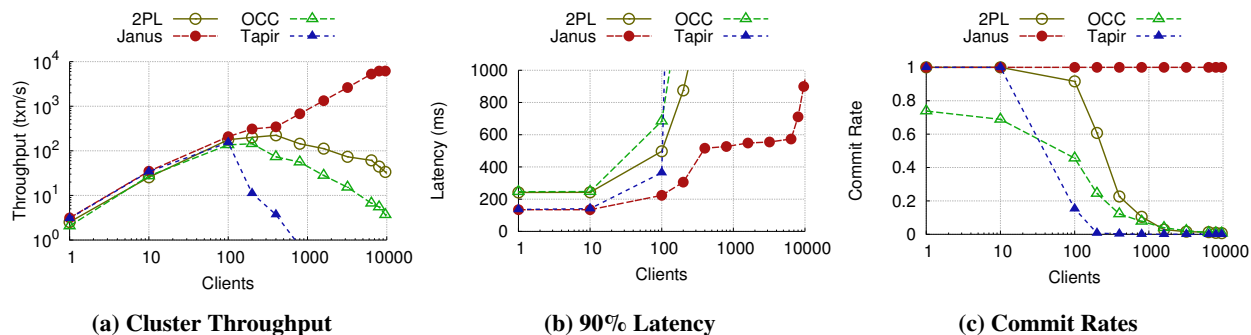 2PL OCC
Janus Tapir
Throughput (txn/s)
10^4
10^3
10^2
10^1
10^0
1 10 100 1000 10000
Clients
(a) Cluster Throughput
2PL OCC
Janus Tapir
Latency (ms)
1000
800
600
400
200
0
1 10 100 1000 10000
Clients
(b) 90% Latency
2PL OCC
Janus Tapir
Commit Rate
1
0.8
0.6
0.4
0.2
0
1 10 100 1000 10000
Clients
(c) Commit Rates